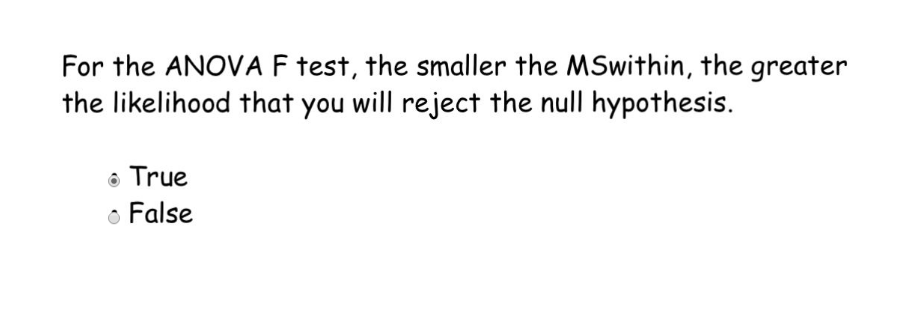 For the ANOVA F test, the smaller the MSwithin, the greater
the likelihood that you will reject the null hypothesis.
True
False